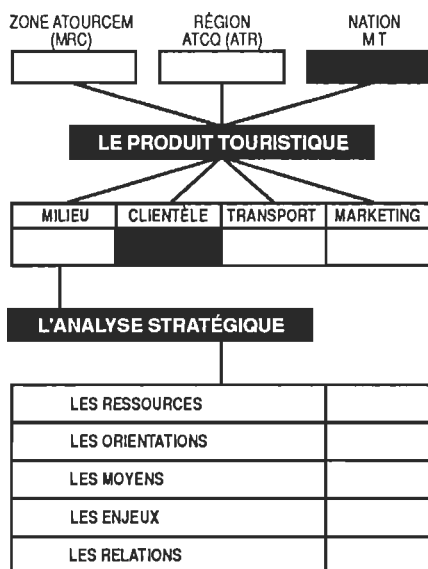 ZONE ATOURCEM
(MRC)
RÉGION
ATCQ (ATR)
NATION
M T
LE PRODUIT TOURISTIQUE
MILIEU CLIENTÈLE TRANSPORT MARKETING
L'ANALYSE STRATÉGIQUE
LES RESSOURCES
LES ORIENTATIONS
LES MOYENS
LES ENJEUX
LES RELATIONS